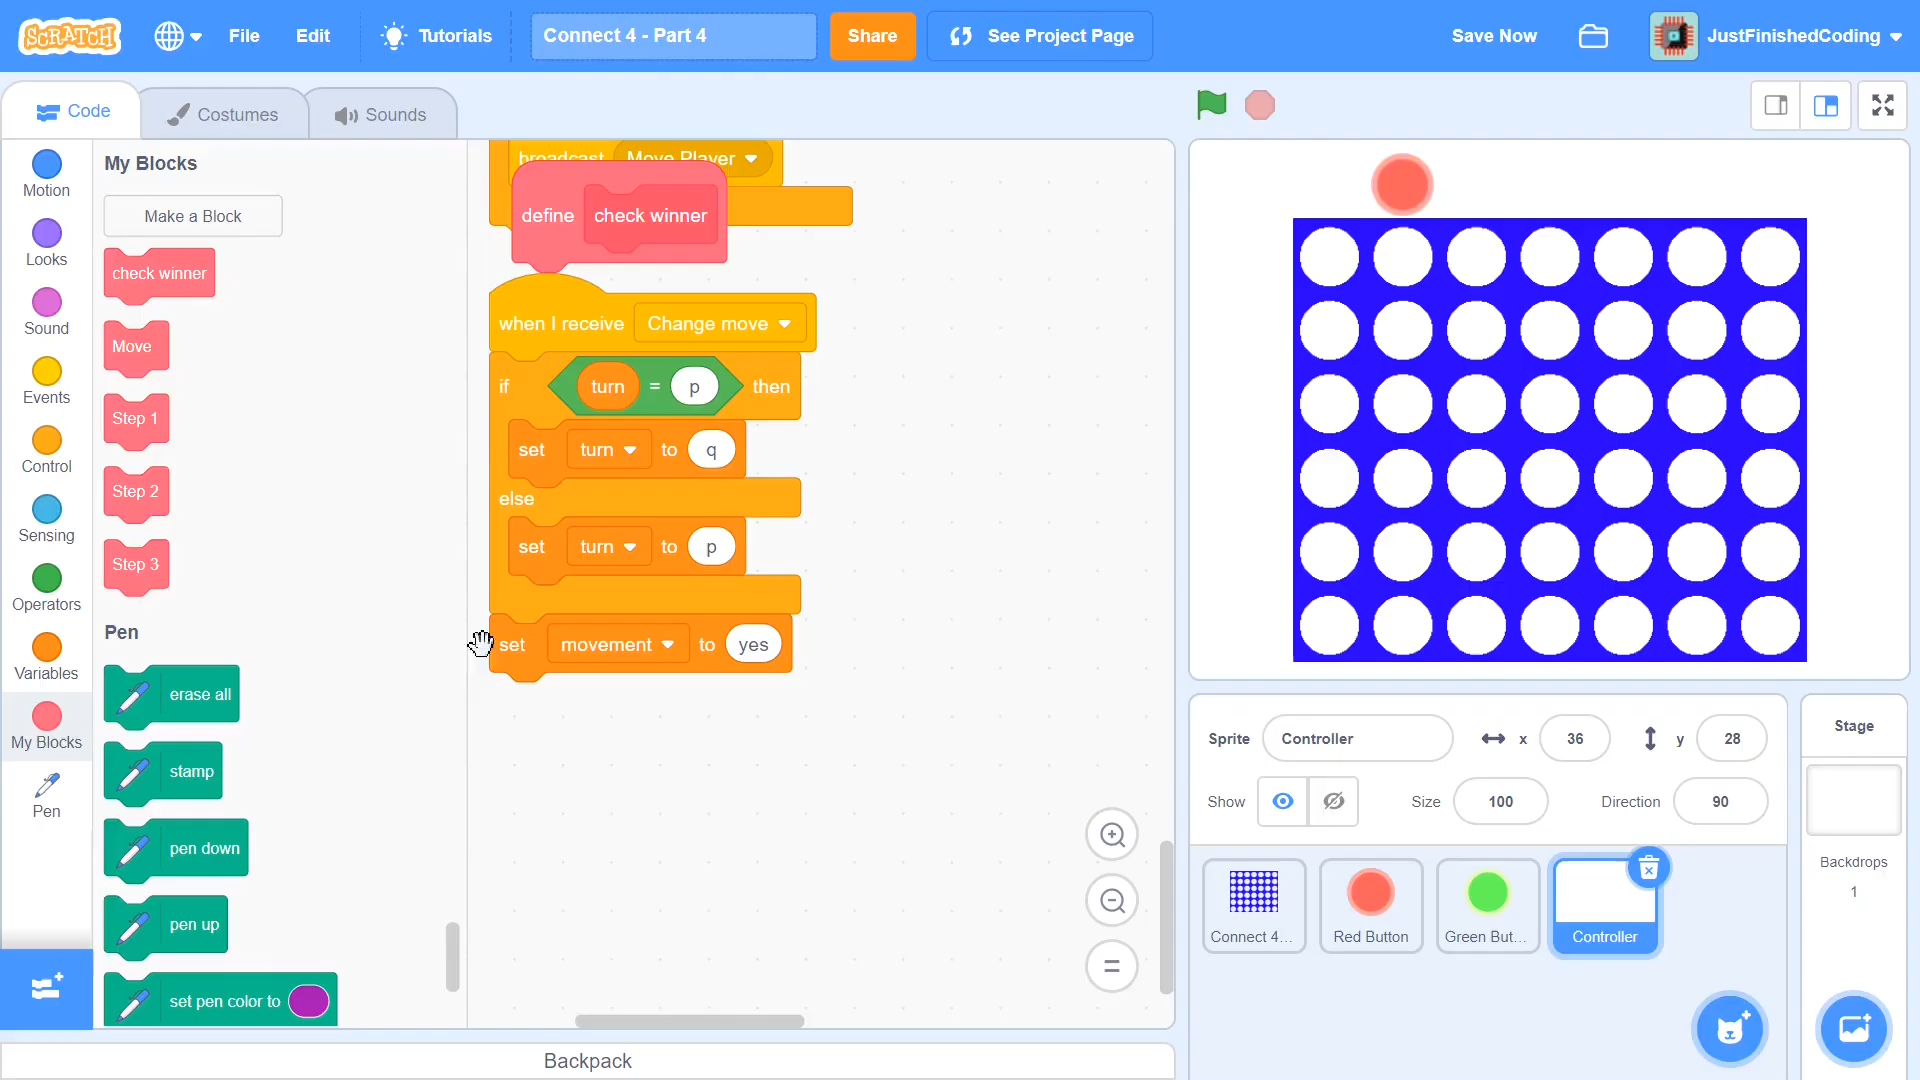 SCRATCH
File
Edit
Tutorials
Connect 4 - Part 4
Share
See Project Page
Save Now
JustFinishedCoding
Code
Costumes
Sounds
Motion
Looks
Sound
Events
Control
Sensing
Operators
Variables
My Blocks
Pen
My Blocks
Make a Block
check winner
Move
Step 1
Step 2
Step 3
Pen
erase all
stamp
pen down
pen up
set pen color to
broadcast Move Player
define check winner
when I receive Change move
if turn = p then
set turn to q
else
set turn to p
set movement to yes
Backpack
Sprite Controller x 36 y 28
Show Size 100 Direction 90
Connect 4...
Red Button
Green But...
Controller
Stage
Backdrops
1